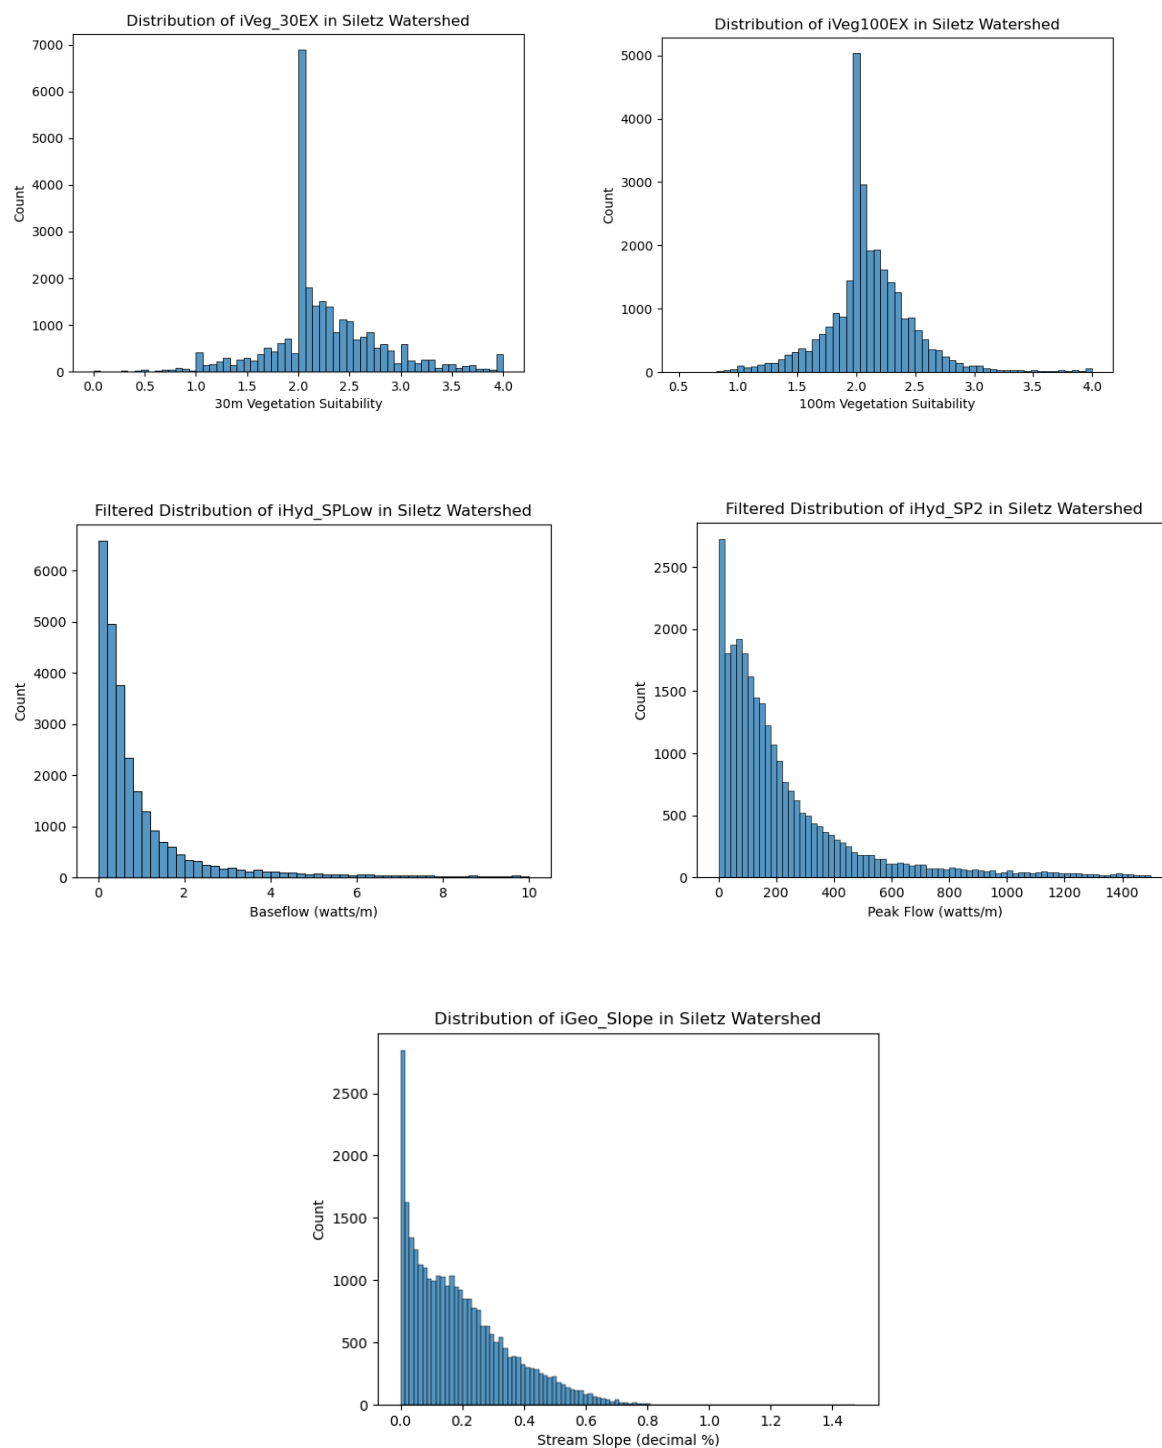 Distribution of iVeg_30EX in Siletz Watershed
7000
6000
5000
4000
3000
2000
1000
0
Count
0.0 0.5 1.0 1.5 2.0 2.5 3.0 3.5 4.0
30m Vegetation Suitability
Distribution of iVeg100EX in Siletz Watershed
5000
4000
3000
2000
1000
0
Count
0.5 1.0 1.5 2.0 2.5 3.0 3.5 4.0
100m Vegetation Suitability
Filtered Distribution of iHyd_SPLow in Siletz Watershed
6000
5000
4000
3000
2000
1000
0
Count
0 2 4 6 8 10
Baseflow (watts/m)
Filtered Distribution of iHyd_SP2 in Siletz Watershed
2500
2000
1500
1000
500
0
Count
0 200 400 600 800 1000 1200 1400
Peak Flow (watts/m)
Distribution of iGeo_Slope in Siletz Watershed
2500
2000
1500
1000
500
0
Count
0.0 0.2 0.4 0.6 0.8 1.0 1.2 1.4
Stream Slope (decimal %)